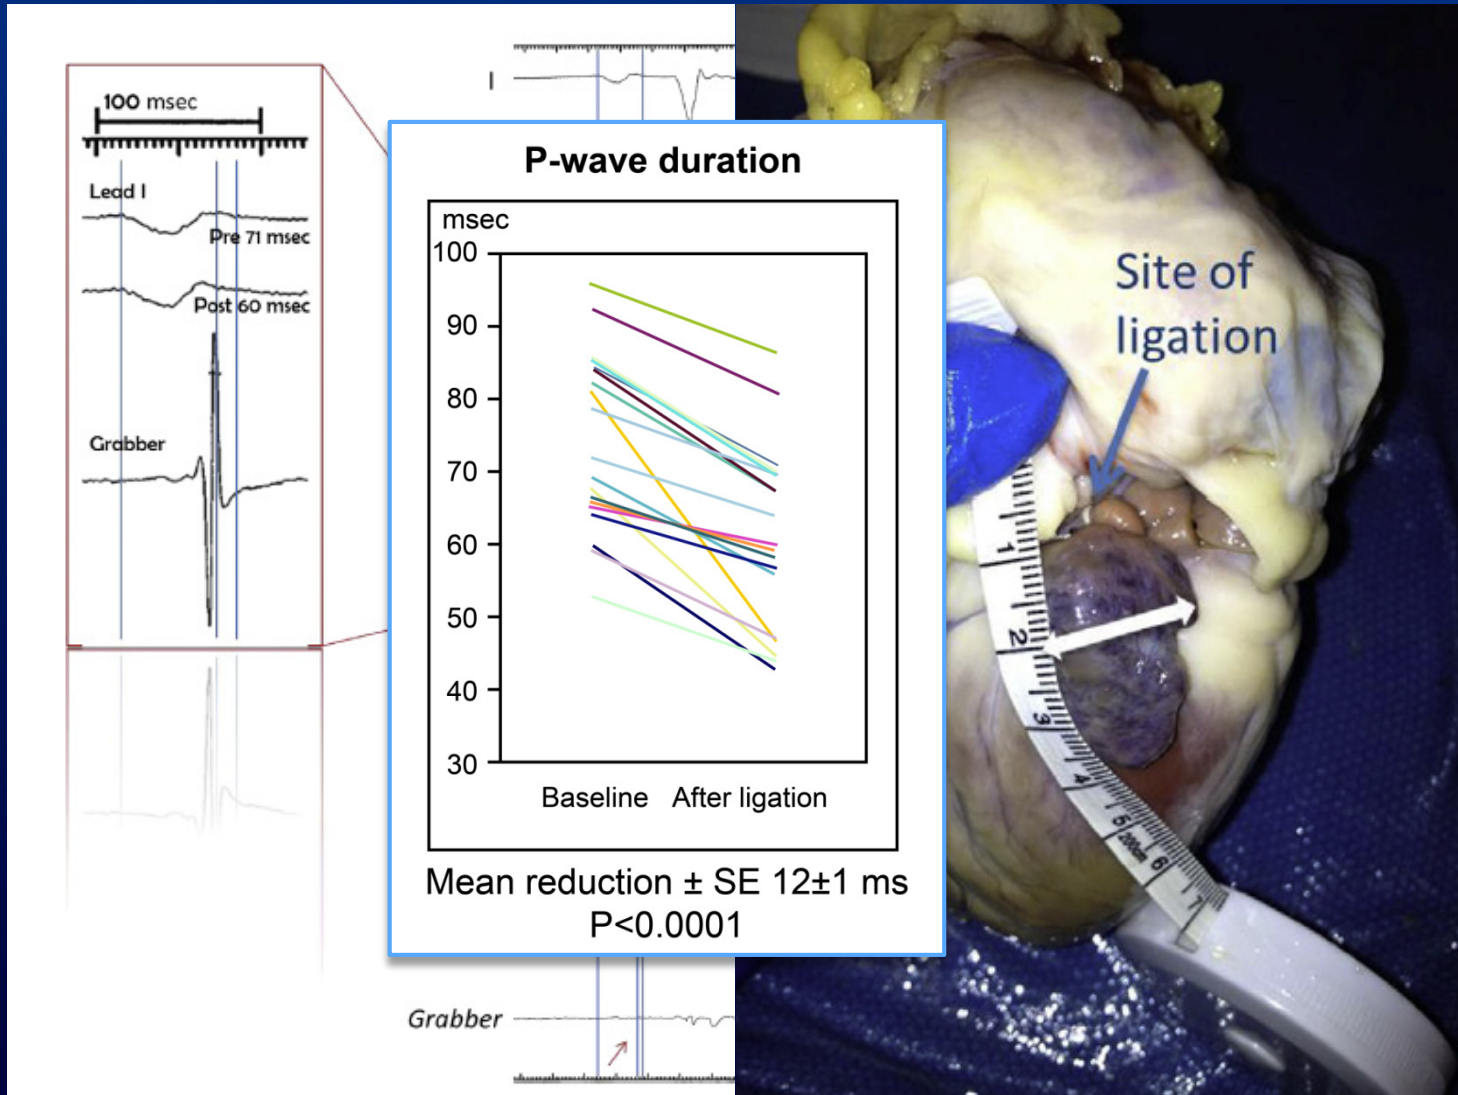 100 msec
Lead I
Pre 71 msec
Post 60 msec
Grabber
I
P-wave duration
msec
100
90
80
70
60
50
40
30
Baseline After ligation
Mean reduction ± SE 12±1 ms
P<0.0001
Grabber
Site of
ligation
1
2
3
4
5
200cm
6
7